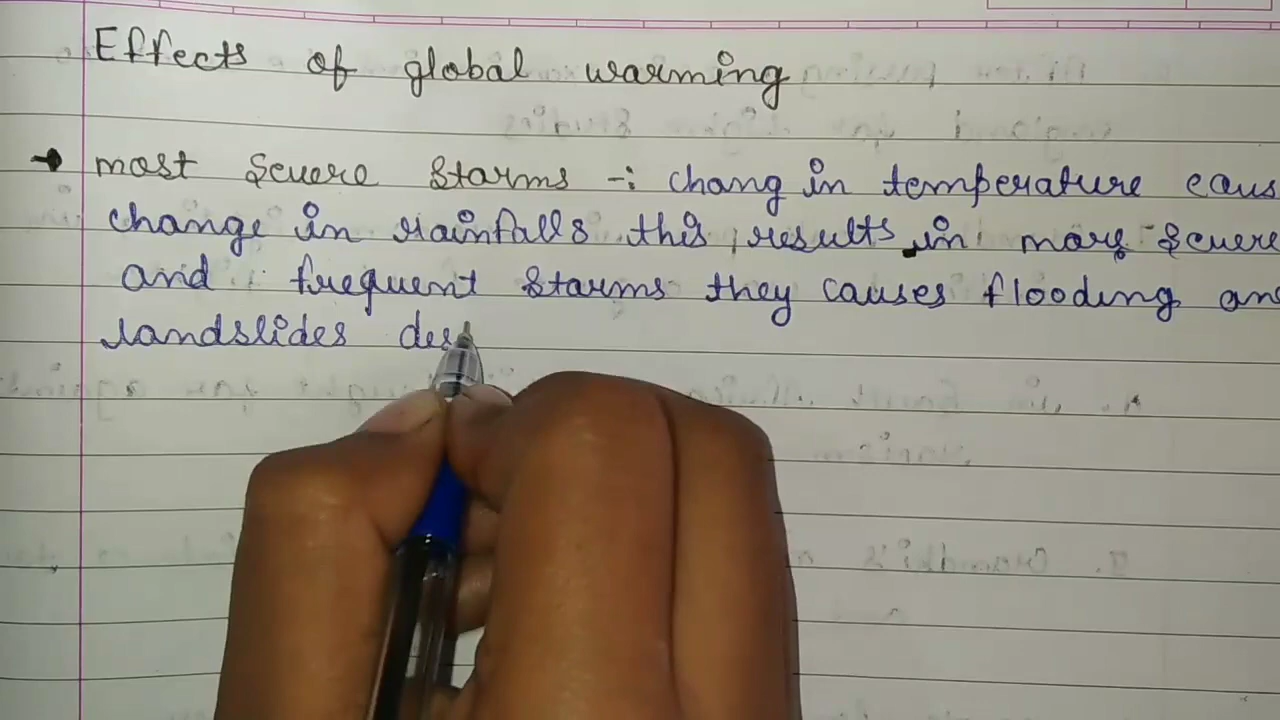 Effects of global warming
→ most severe storms -: chang in temperature caus
change in rainfalls this results in more severe
and frequent storms they causes flooding an
landslides des